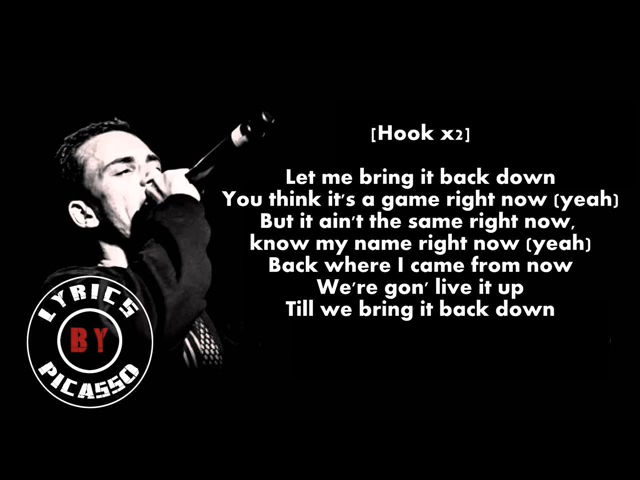 [Hook x2]
Let me bring it back down
You think it's a game right now (yeah)
But it ain't the same right now,
know my name right now (yeah)
Back where I came from now
We're gon' live it up
Till we bring it back down
LYRICS
BY
PICASSO